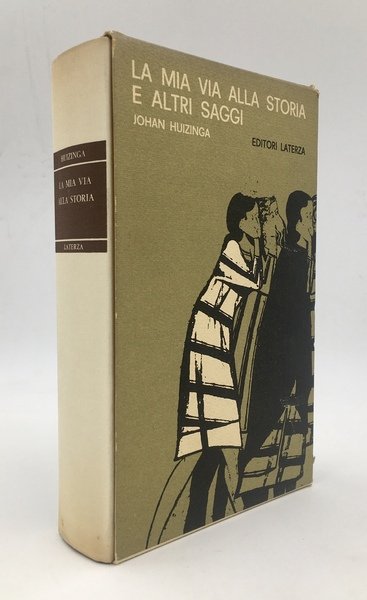 LA MIA VIA ALLA STORIA
E ALTRI SAGGI
JOHAN HUIZINGA
EDITORI LATERZA
HUIZINGA
LA MIA VIA
ALLA STORIA
LATERZA